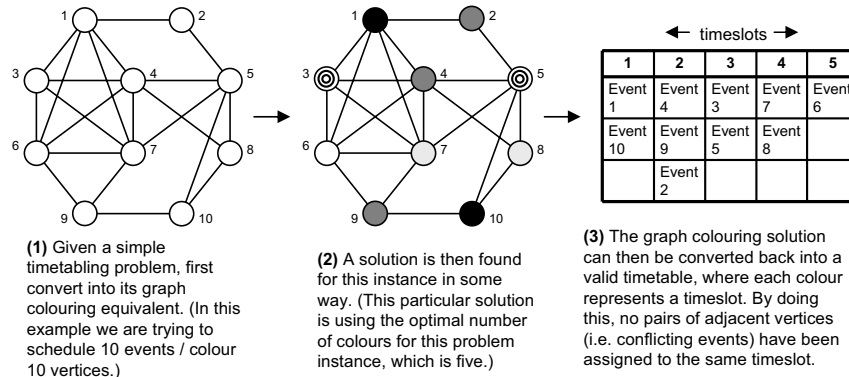 1
2
3
4
5
6
7
8
9
10
1
2
3
4
5
6
7
8
9
10
timeslots
1 2 3 4 5
Event Event Event Event Event
1 4 3 7 6
Event Event Event Event
10 9 5 8
Event
2
(1) Given a simple
timetabling problem, first
convert into its graph
colouring equivalent. (In this
example we are trying to
schedule 10 events / colour
10 vertices.)
(2) A solution is then found
for this instance in some
way. (This particular solution
is using the optimal number
of colours for this problem
instance, which is five.)
(3) The graph colouring solution
can then be converted back into a
valid timetable, where each colour
represents a timeslot. By doing
this, no pairs of adjacent vertices
(i.e. conflicting events) have been
assigned to the same timeslot.